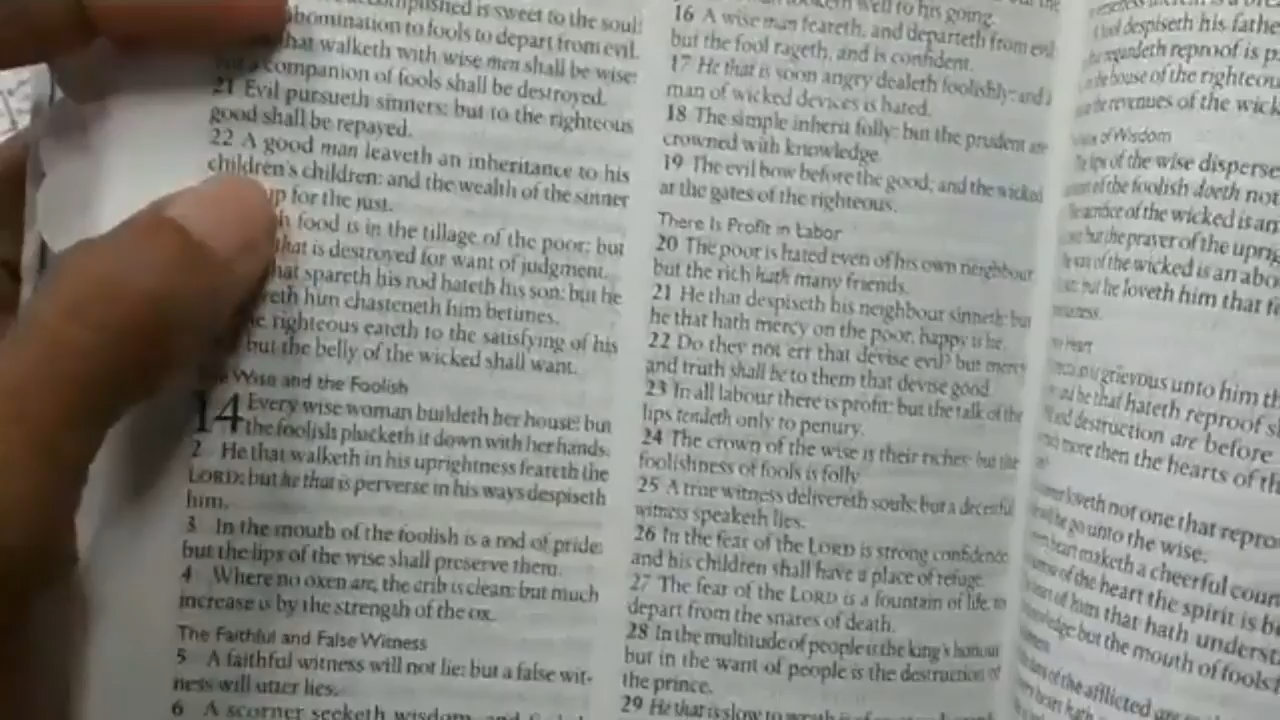 accomplished is sweet to the soul:
abomination to fools to depart from evil.
that walketh with wise men shall be wise:
a companion of fools shall be destroyed.
21 Evil pursueth sinners: but to the righteous
good shall be repayed.
22 A good man leaveth an inheritance to his
children's children: and the wealth of the sinner
up for the just.
food is in the tillage of the poor: but
that is destroyed for want of judgment.
that spareth his rod hateth his son: but he
him chasteneth him betimes.
righteous eateth to the satisfying of his
but the belly of the wicked shall want.
Wise and the Foolish
14 Every wise woman buildeth her house: but
the foolish plucketh it down with her hands.
2 He that walketh in his uprightness feareth the
LORD: but he that is perverse in his ways despiseth
him.
3 In the mouth of the foolish is a rod of pride:
but the lips of the wise shall preserve them.
4 Where no oxen are, the crib is clean: but much
increase is by the strength of the ox.
The Faithful and False Witness
5 A faithful witness will not lie: but a false wit-
ness will utter lies.
6 A scorner seeketh wisdom, and
well to his going.
16 A wise man feareth, and departeth from evil:
but the fool rageth, and is confident.
17 He that is soon angry dealeth foolishly: and a
man of wicked devices is hated.
18 The simple inherit folly: but the prudent are
crowned with knowledge.
19 The evil bow before the good; and the wicked
at the gates of the righteous.
There Is Profit in Labor
20 The poor is hated even of his own neighbour:
but the rich hath many friends.
21 He that despiseth his neighbour sinneth: but
he that hath mercy on the poor, happy is he.
22 Do they not err that devise evil? but mercy
and truth shall be to them that devise good.
23 In all labour there is profit: but the talk of the
lips tendeth only to penury.
24 The crown of the wise is their riches: but the
foolishness of fools is folly.
25 A true witness delivereth souls: but a deceitful
witness speaketh lies.
26 In the fear of the LORD is strong confidence:
and his children shall have a place of refuge.
27 The fear of the LORD is a fountain of life, to
depart from the snares of death.
28 In the multitude of people is the king's honour:
but in the want of people is the destruction of
the prince.
29 He that is slow to wrath is of
fool despiseth his
regardeth reproof is
the house of the
the revenues of the
of Wisdom
lips of the wise disperse
of the foolish doeth not
sacrifice of the wicked is an
but the prayer of the
of the wicked is an
but he loveth him that
grievous unto him
he that hateth reproof
and destruction are before
more then the hearts of
loveth not one that
go unto the wise.
heart maketh a cheerful
of the heart the spirit is
of him that hath
but the mouth of fools
of the afflicted are